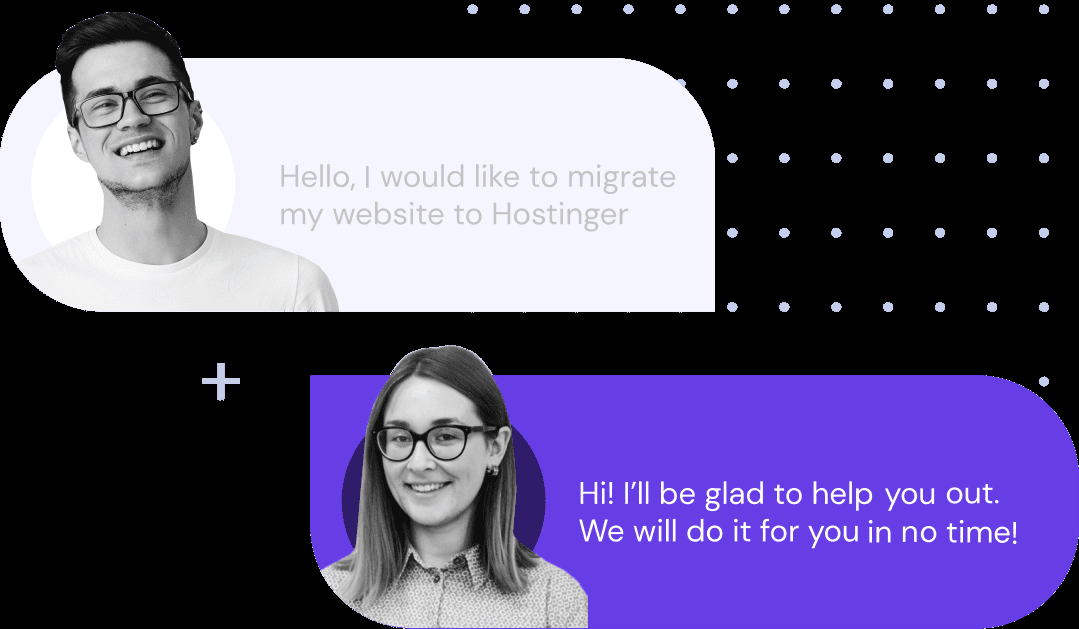 Hello, I would like to migrate
my website to Hostinger
Hi! I’ll be glad to help you out.
We will do it for you in no time!